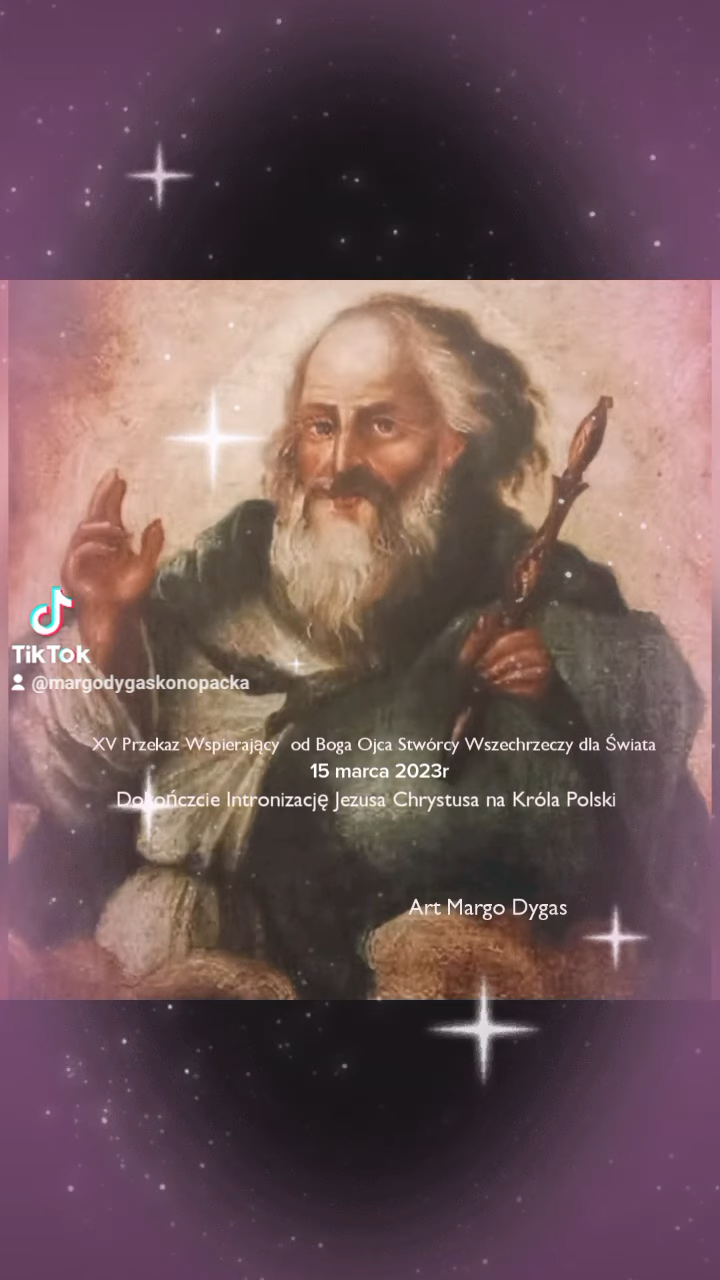 TikTok
@margodygaskonopacka
XV Przekaz Wspierający od Boga Ojca Stwórcy Wszechrzeczy dla Świata
15 marca 2023r
Dokończcie Intronizację Jezusa Chrystusa na Króla Polski
Art Margo Dygas